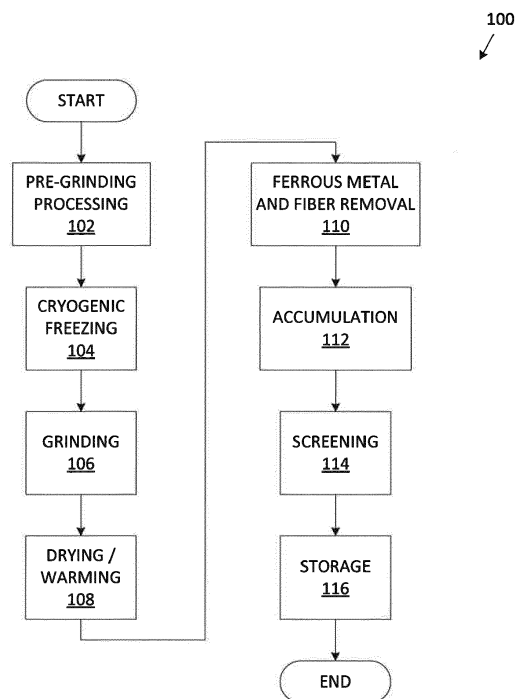 100
START
PRE-GRINDING
PROCESSING
102
CRYOGENIC
FREEZING
104
GRINDING
106
DRYING /
WARMING
108
FERROUS METAL
AND FIBER REMOVAL
110
ACCUMULATION
112
SCREENING
114
STORAGE
116
END